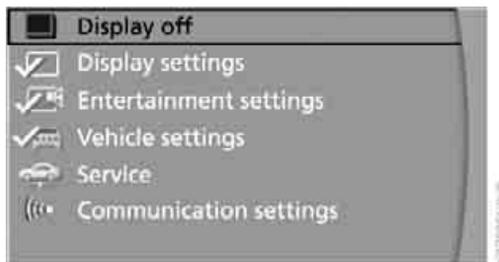 Display off
Display settings
Entertainment settings
Vehicle settings
Service
Communication settings